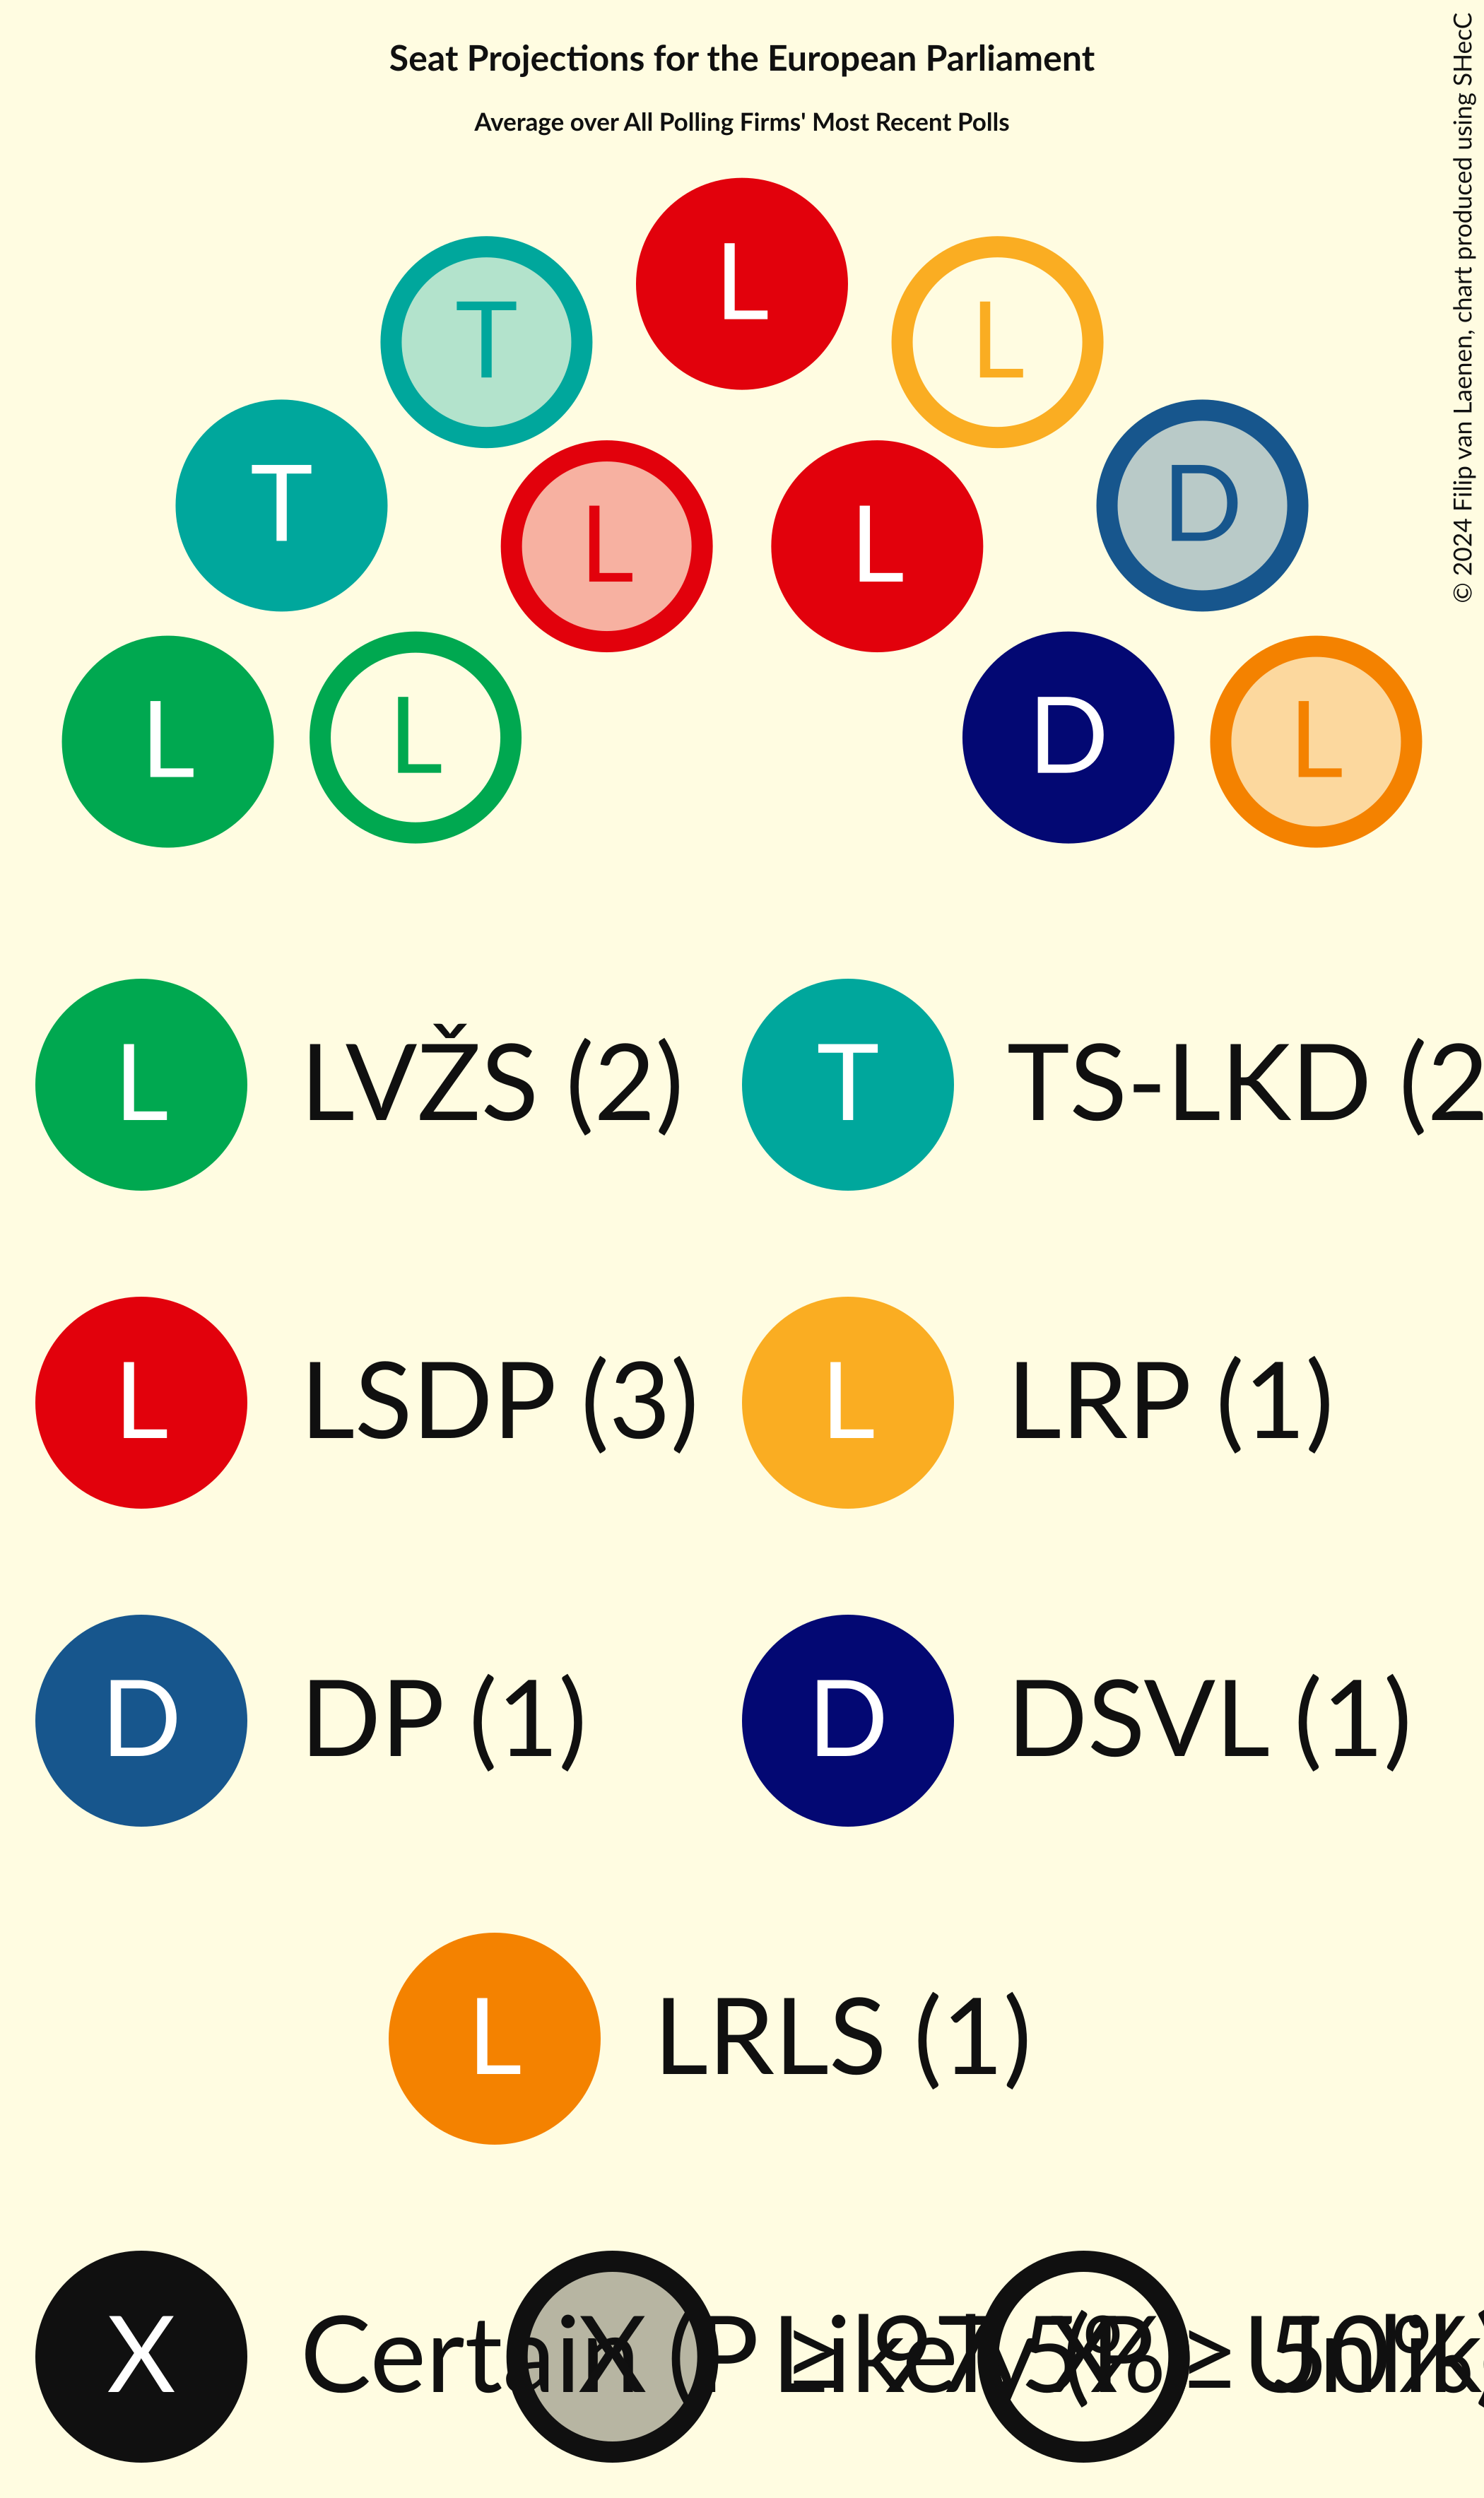 Seat Projections for the European Parliament
Average over All Polling Firms' Most Recent Polls
© 2024 Filip van Laenen, chart produced using SHecC
L
T L
T D
L L
L L D L
L LVŽS (2) T TS-LKD (2
L LSDP (3) L LRP (1)
D DP (1) D DSVL (1)
L LRLS (1)
X Certain X X